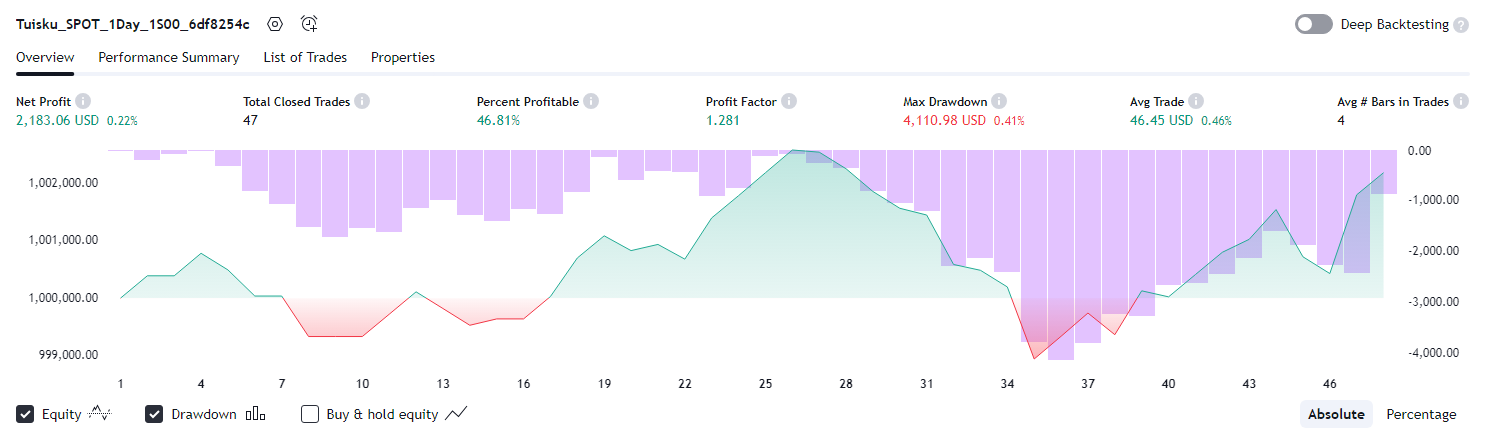 Tuisku_SPOT_1Day_1S00_6df8254c Deep Backtesting ?
Overview Performance Summary List of Trades Properties
Net Profit i Total Closed Trades i Percent Profitable i Profit Factor i Max Drawdown i Avg Trade i Avg # Bars in Trades i
2,183.06 USD 0.22% 47 46.81% 1.281 4,110.98 USD 0.41% 46.45 USD 0.46% 4
0.00
1,002,000.00
-1,000.00
1,001,000.00
-2,000.00
1,000,000.00
-3,000.00
999,000.00
-4,000.00
1 4 7 10 13 16 19 22 25 28 31 34 37 40 43 46
Equity Drawdown Buy & hold equity Absolute Percentage